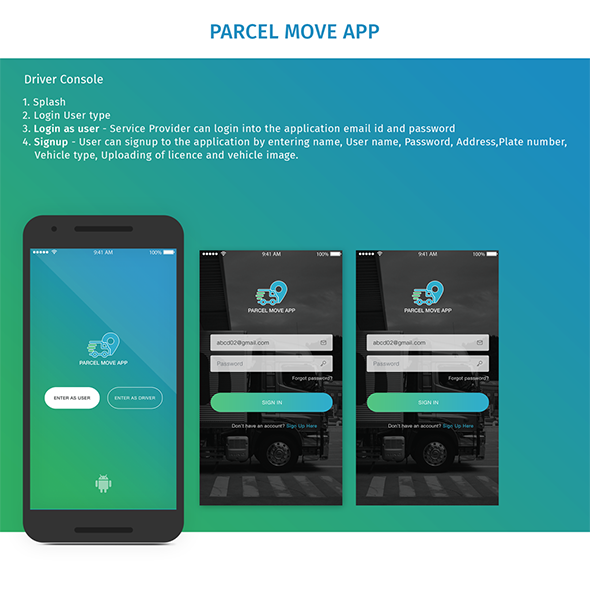 PARCEL MOVE APP
Driver Console
1. Splash
2. Login User type
3. Login as user - Service Provider can login into the application email id and password
4. Signup - User can signup to the application by entering name, User name, Password, Address,Plate number,
Vehicle type, Uploading of licence and vehicle image.
9:41 AM 100%
PARCEL MOVE APP
ENTER AS USER ENTER AS DRIVER
9:41 AM 100%
PARCEL MOVE APP
abcd02@gmail.com
Password
Forgot password?
SIGN IN
Don't have an account? Sign Up Here
9:41 AM 100%
PARCEL MOVE APP
abcd02@gmail.com
Password
Forgot password?
SIGN IN
Don't have an account? Sign Up Here